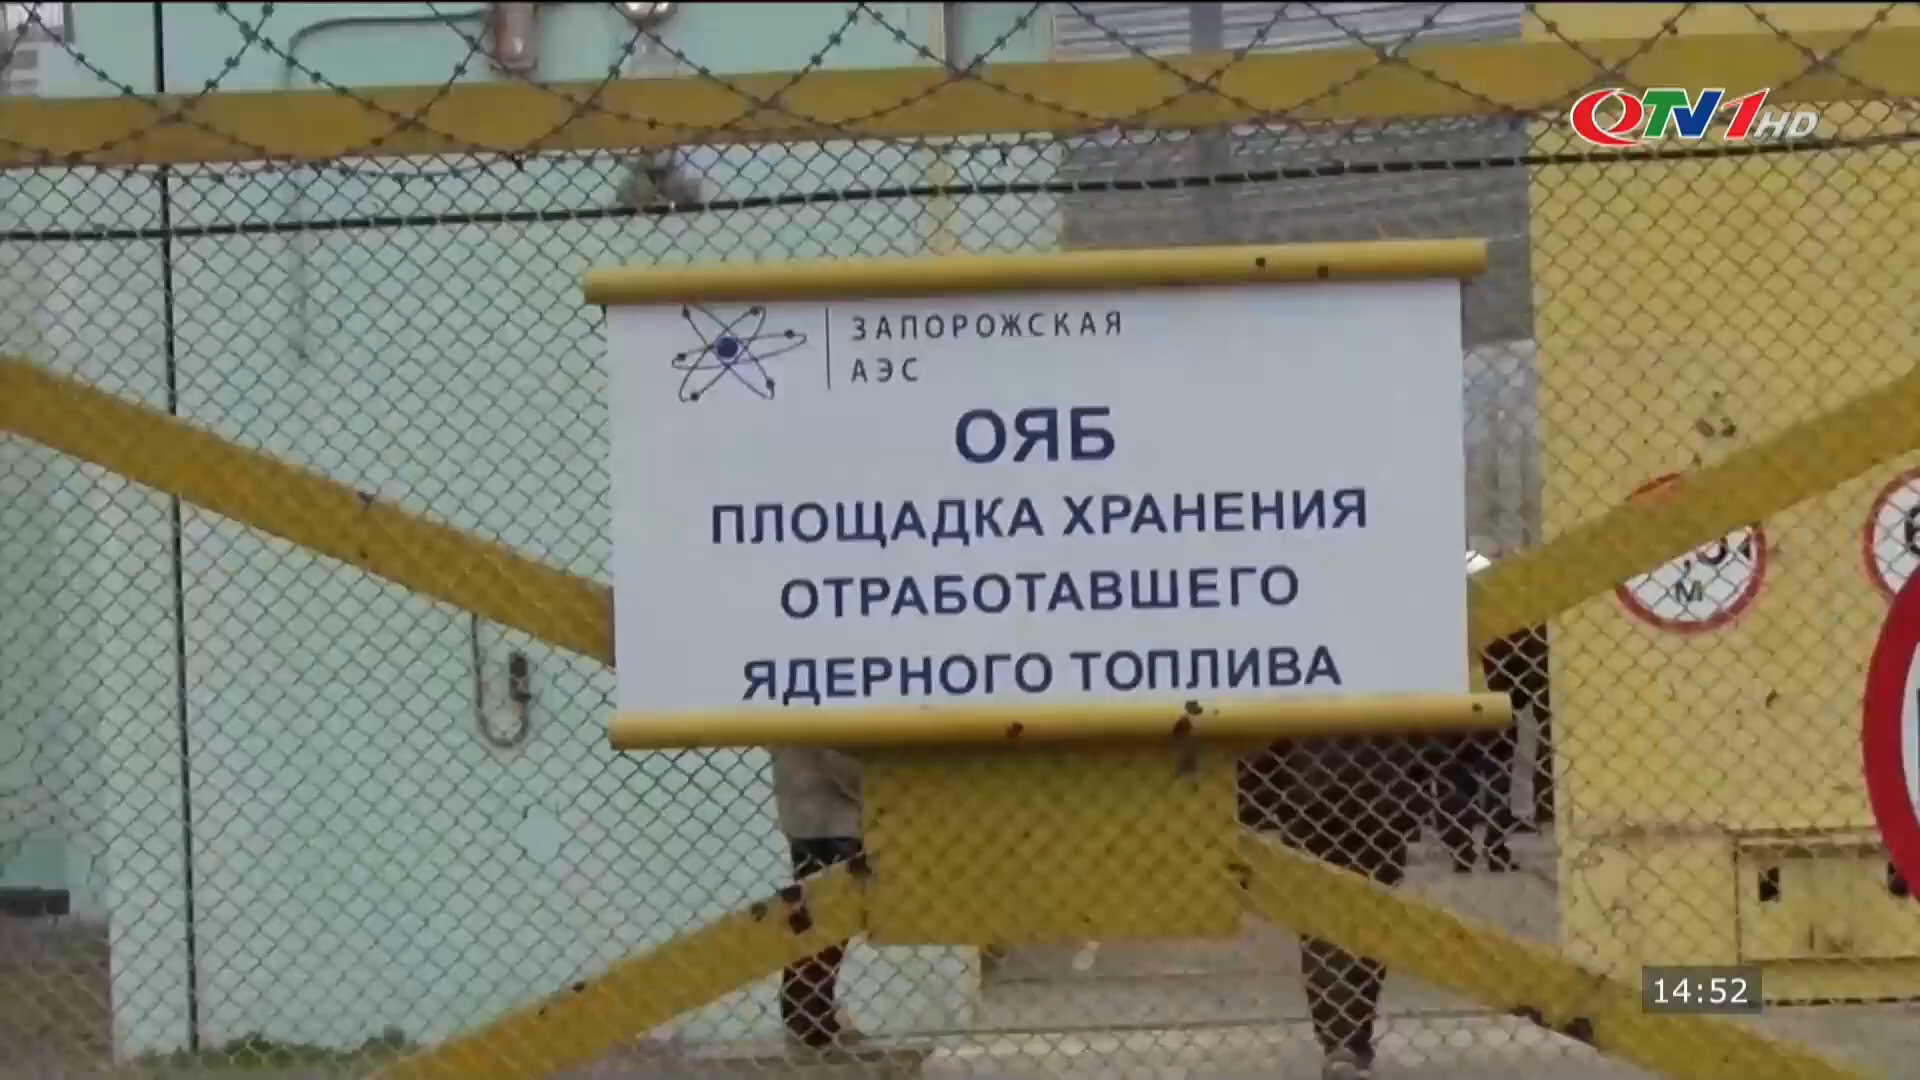 QTV1HD
ЗАПОРОЖСКАЯ
АЭС
ОЯБ
ПЛОЩАДКА ХРАНЕНИЯ
ОТРАБОТАВШЕГО
ЯДЕРНОГО ТОПЛИВА
М
14:52